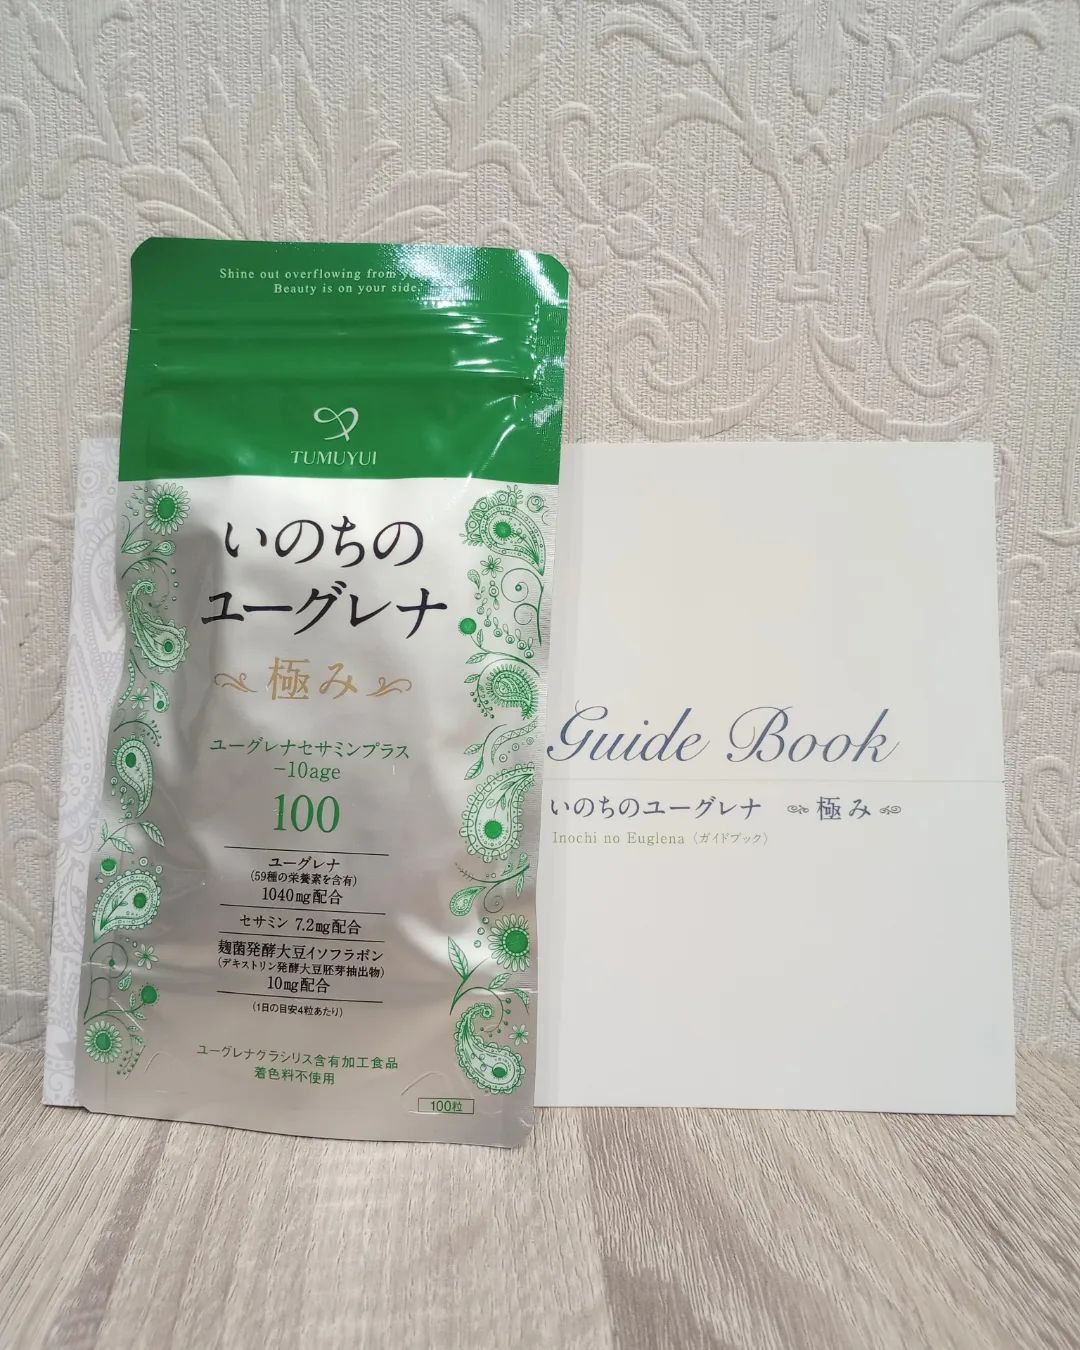 Shine out overflowing from
Beauty is on your side.
TUMUYUI
いのちの
ユーグレナ
極み
ユーグレナセサミンプラス
−10age
100
ユーグレナ
(59種の栄養素を含有)
1040mg配合
セサミン 7.2mg配合
麹菌発酵大豆イソフラボン
(デキストリン発酵大豆胚芽抽出物)
10mg配合
(1日の目安4粒あたり)
ユーグレナグラシリス含有加工食品
着色料不使用
100粒
Guide Book
いのちのユーグレナ 極み
Inochi no Euglena〈ガイドブック〉